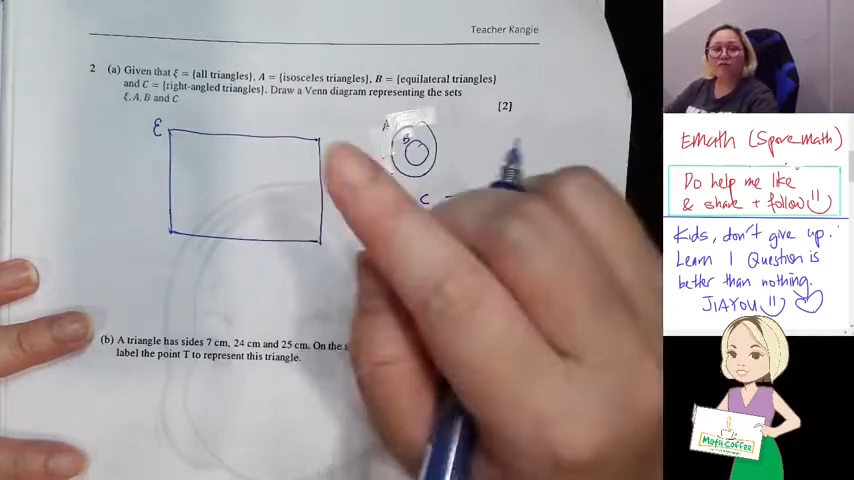 Teacher Kangie
2 (a) Given that ξ = {all triangles}, A = {isosceles triangles}, B = {equilateral triangles}
and C = {right-angled triangles}. Draw a Venn diagram representing the sets
ξ, A, B and C
[2]
ξ
A
B
C
(b) A triangle has sides 7 cm, 24 cm and 25 cm. On the
label the point T to represent this triangle.
EMath (Spore math)
Do help me like
& share + follow
Kids, don't give up.
Learn 1 Question is
better than nothing.
JIAYOU
Math Coffee